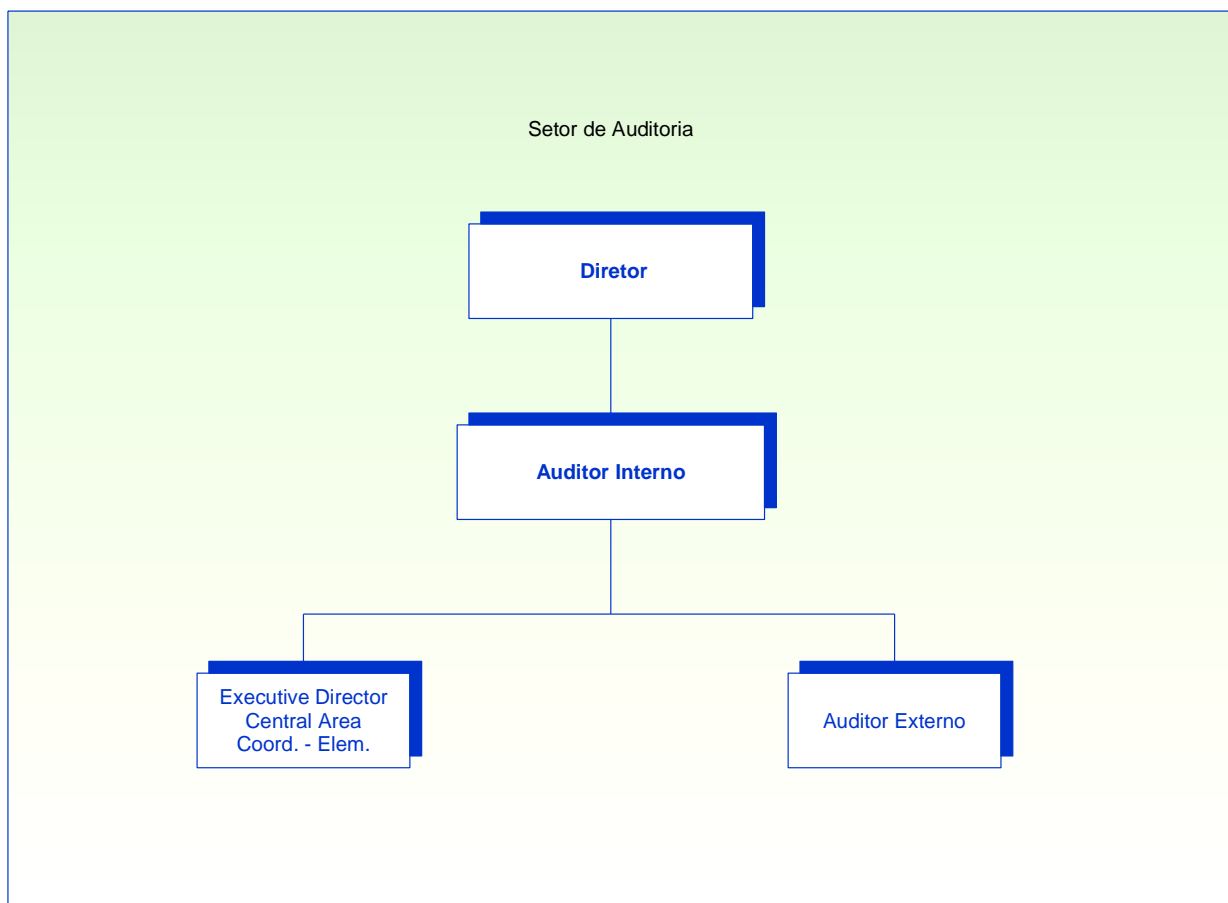 Setor de Auditoria
Diretor
Auditor Interno
Executive Director
Central Area
Coord. - Elem.
Auditor Externo